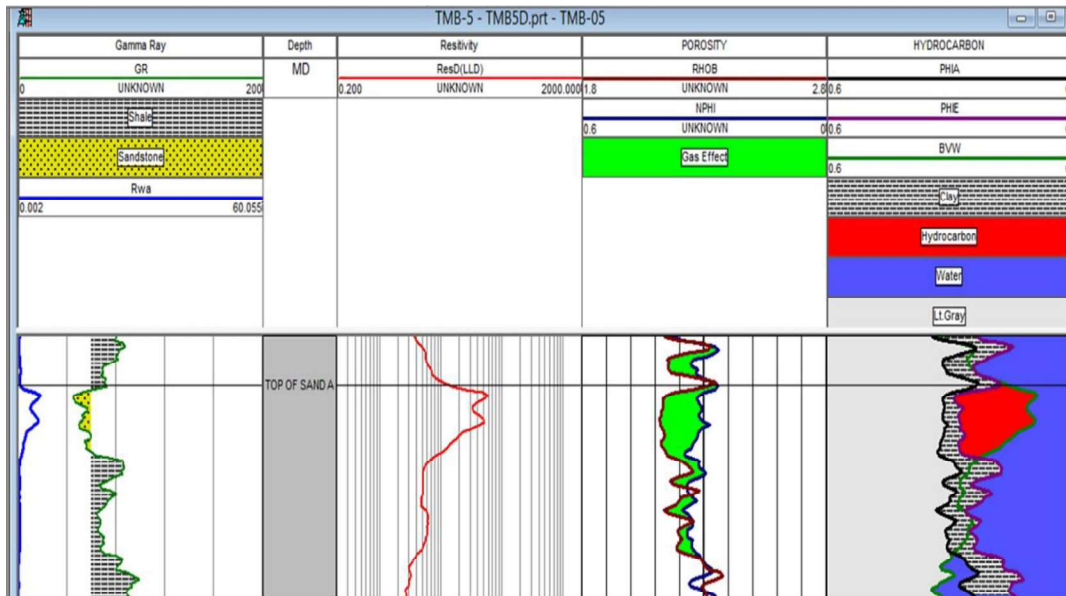 TMB-5 - TMB5D.prt - TMB-05
Gamma Ray Depth Resitivity POROSITY HYDROCARBON
GR MD ResD(LLD) RHOB PHIA
0 UNKNOWN 200 0.200 UNKNOWN 2000.000 1.8 UNKNOWN 2.8 0.6
Shale NPHI PHIE
0.6 UNKNOWN 0 0.6
Sandstone Gas Effect BVW
0.6
Rwa Clay
0.002 60.055
Hydrocarbon
Water
Lt.Gray
TOP OF SAND A